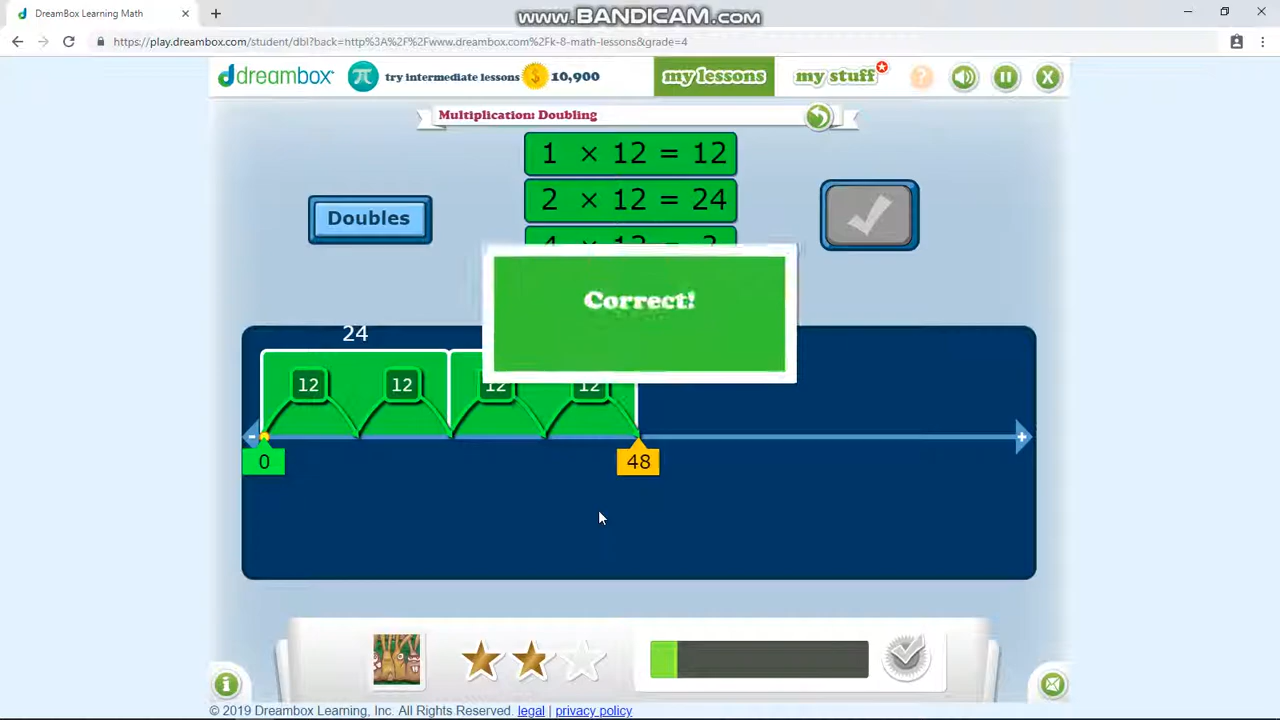 DreamBox Learning Math
www.BANDICAM.com
https://play.dreambox.com/student/dbl?back=http%3A%2F%2Fwww.dreambox.com%2Fk-8-math-lessons&grade=4
dreambox π try intermediate lessons $ 10,900 my lessons my stuff ? X
Multiplication: Doubling
1 × 12 = 12
Doubles
2 × 12 = 24
4 × 12 = ?
Correct!
24
12 12 12 12
- +
0 48
i
© 2019 Dreambox Learning, Inc. All Rights Reserved. legal | privacy policy